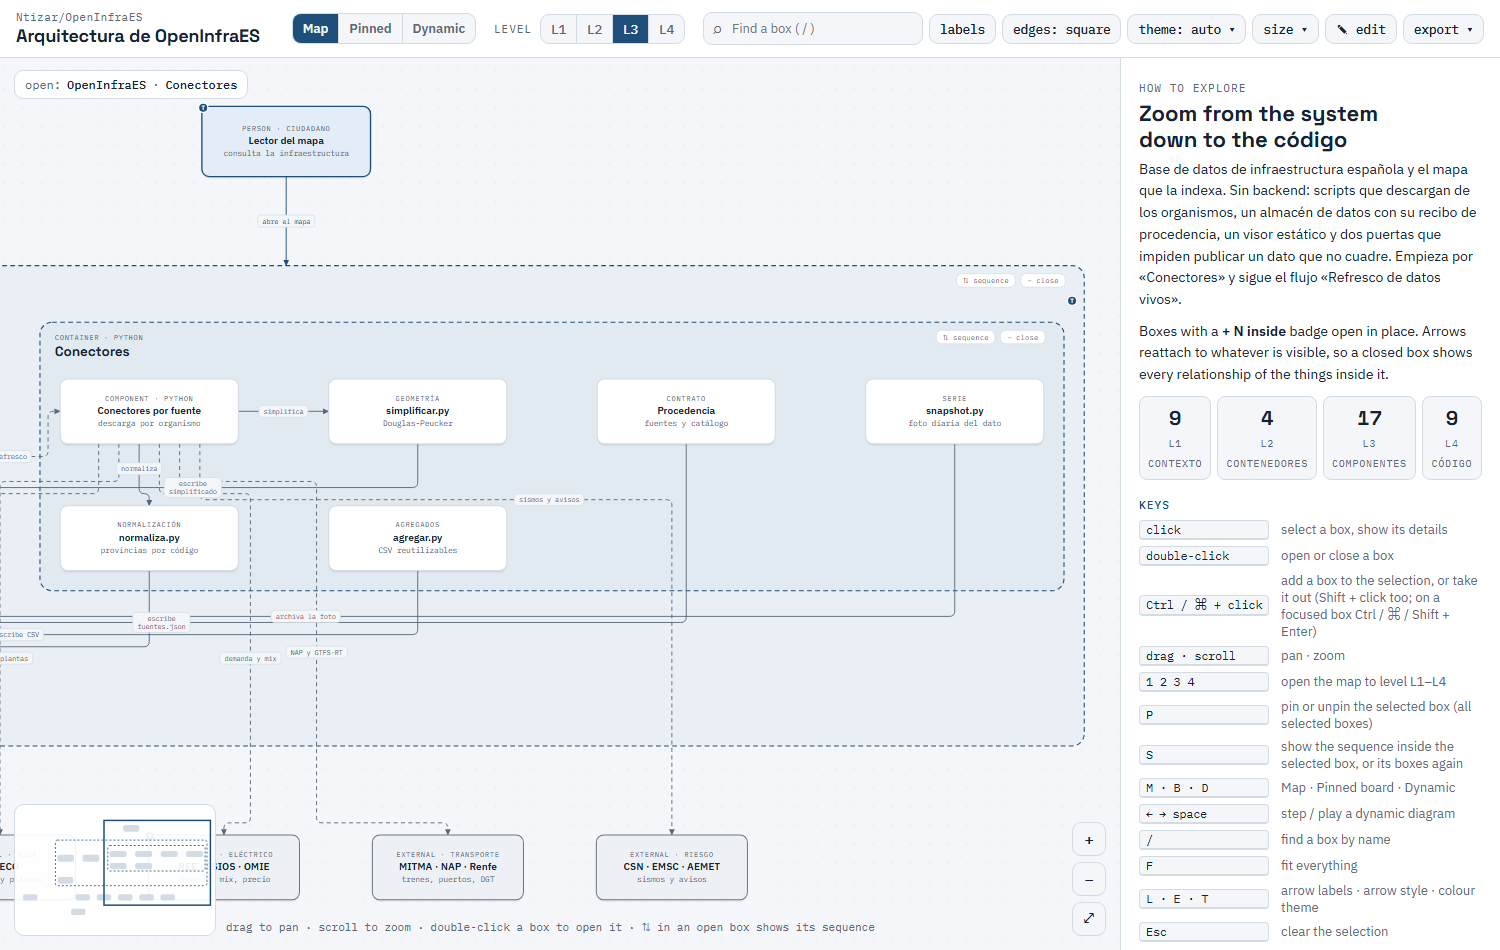 Ntizar/OpenInfraES
Arquitectura de OpenInfraES
Map Pinned Dynamic
LEVEL L1 L2 L3 L4
Find a box ( / )
labels
edges: square
theme: auto ▾
size ▾
✎ edit
export ▾
open: OpenInfraES · Conectores
PERSON · CIUDADANO
Lector del mapa
consulta la infraestructura
abre el mapa
⇅ sequence
− close
CONTAINER · PYTHON
Conectores
⇅ sequence
− close
COMPONENT · PYTHON
Conectores por fuente
descarga por organismo
simplifica
GEOMETRÍA
simplificar.py
Douglas-Peucker
CONTRATO
Procedencia
fuentes y catálogo
SERIE
snapshot.py
foto diaria del dato
efresco
normaliza
escribe
simplificado
sismos y avisos
NORMALIZACIÓN
normaliza.py
provincias por código
AGREGADOS
agregar.py
CSV reutilizables
escribe
fuentes.json
archiva la foto
scribe CSV
plantas
demanda y mix
NAP y GTFS-RT
ECO
· ELÉCTRICO
SIOS · OMIE
mix, precio
EXTERNAL · TRANSPORTE
MITMA · NAP · Renfe
trenes, puertos, DGT
EXTERNAL · RIESGO
CSN · EMSC · AEMET
sismos y avisos
drag to pan · scroll to zoom · double-click a box to open it · ⇅ in an open box shows its sequence
+
−
⤢
HOW TO EXPLORE
Zoom from the system
down to the código
Base de datos de infraestructura española y el mapa
que la indexa. Sin backend: scripts que descargan de
los organismos, un almacén de datos con su recibo de
procedencia, un visor estático y dos puertas que
impiden publicar un dato que no cuadre. Empieza por
«Conectores» y sigue el flujo «Refresco de datos
vivos».
Boxes with a + N inside badge open in place. Arrows
reattach to whatever is visible, so a closed box shows
every relationship of the things inside it.
9 4 17 9
L1 L2 L3 L4
CONTEXTO CONTENEDORES COMPONENTES CÓDIGO
KEYS
click select a box, show its details
double-click open or close a box
Ctrl / ⌘ + click add a box to the selection, or take
it out (Shift + click too; on a
focused box Ctrl / ⌘ / Shift +
Enter)
drag · scroll pan · zoom
1 2 3 4 open the map to level L1–L4
P pin or unpin the selected box (all
selected boxes)
S show the sequence inside the
selected box, or its boxes again
M · B · D Map · Pinned board · Dynamic
← → space step / play a dynamic diagram
/ find a box by name
F fit everything
L · E · T arrow labels · arrow style · colour
theme
Esc clear the selection